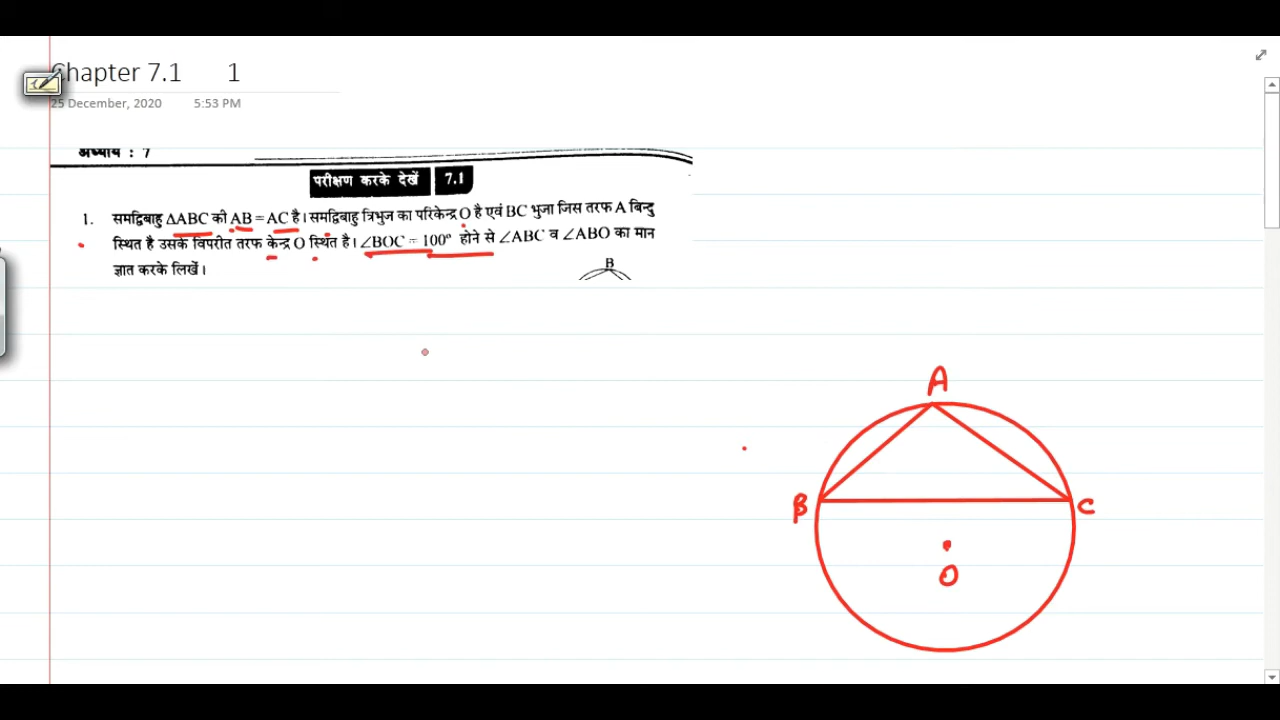 Chapter 7.1 1
25 December, 2020 5:53 PM
अध्याय : 7
परीक्षण करके देखें 7.1
1. समद्विबाहु ΔABC की AB = AC है। समद्विबाहु त्रिभुज का परिकेन्द्र O है एवं BC भुजा जिस तरफ A बिन्दु
स्थित है उसके विपरीत तरफ केन्द्र O स्थित है। ∠BOC = 100° होने से ∠ABC व ∠ABO का मान
ज्ञात करके लिखें।
B
A
B
C
O